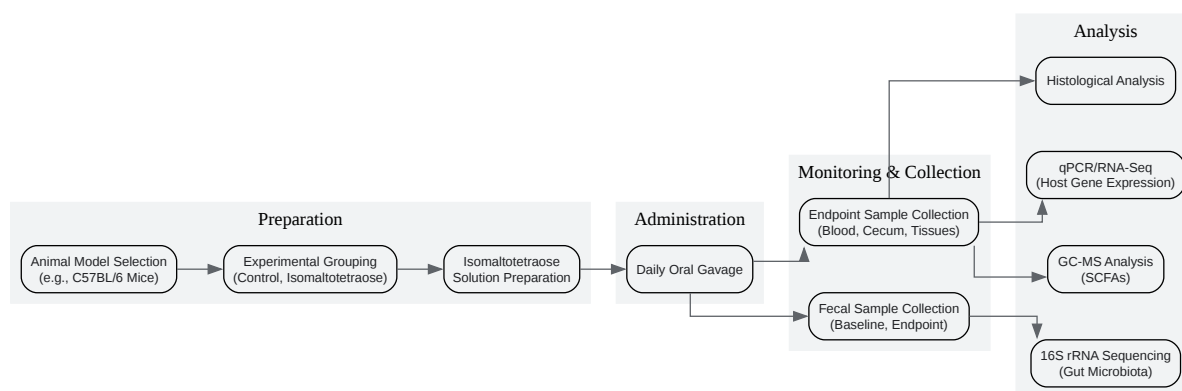 Preparation
Animal Model Selection
(e.g., C57BL/6 Mice)
Experimental Grouping
(Control, Isomaltotetraose)
Isomaltotetraose
Solution Preparation
Administration
Daily Oral Gavage
Monitoring & Collection
Endpoint Sample Collection
(Blood, Cecum, Tissues)
Fecal Sample Collection
(Baseline, Endpoint)
Analysis
Histological Analysis
qPCR/RNA-Seq
(Host Gene Expression)
GC-MS Analysis
(SCFAs)
16S rRNA Sequencing
(Gut Microbiota)